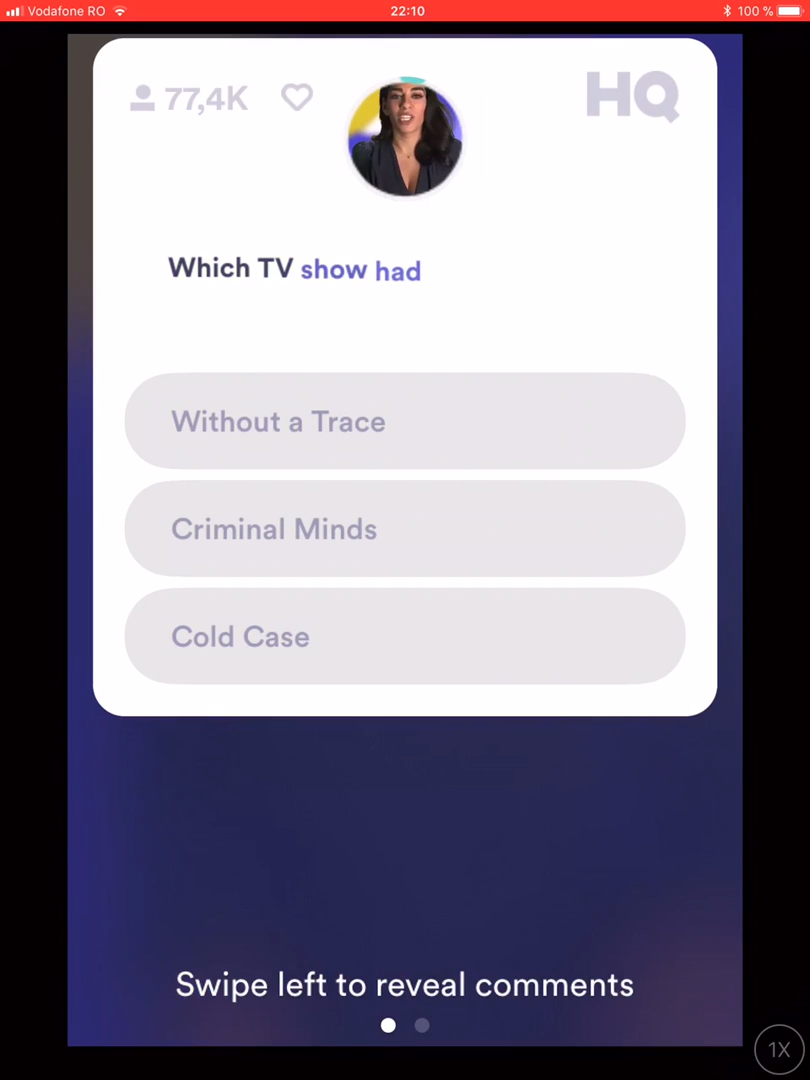 Vodafone RO 22:10 100 %
77,4K HQ
Which TV show had
Without a Trace
Criminal Minds
Cold Case
Swipe left to reveal comments
1X